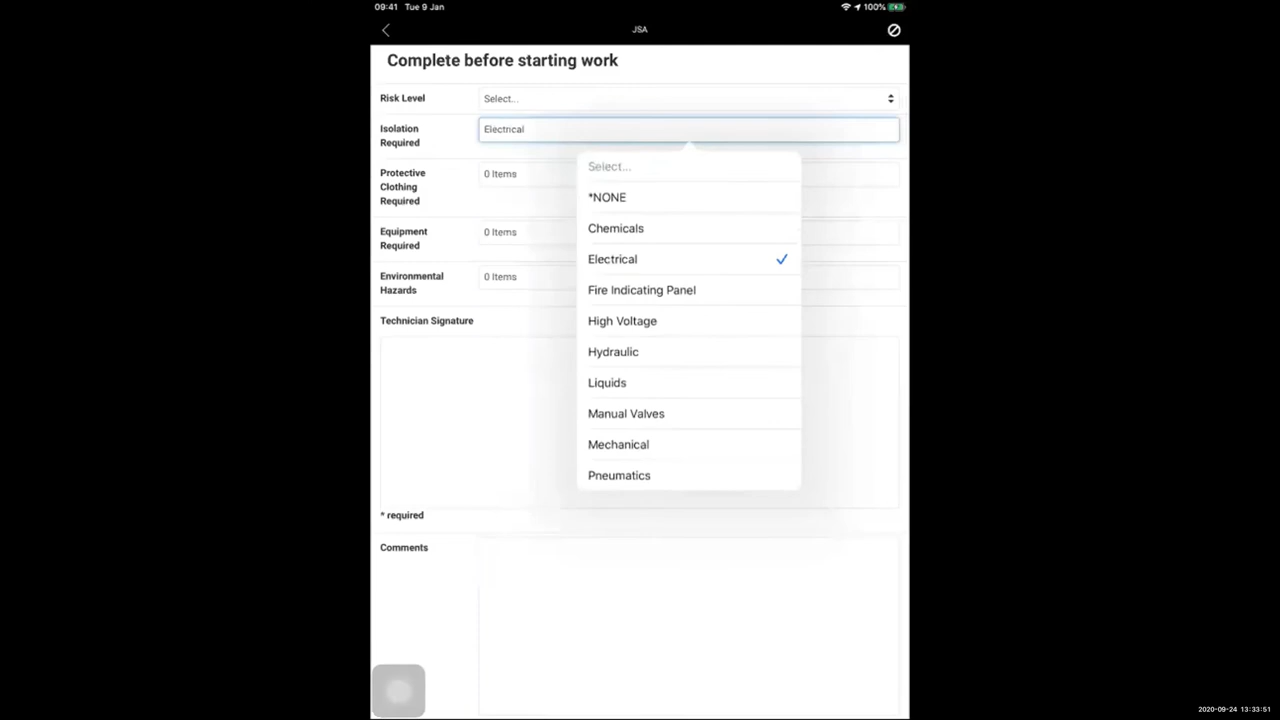 09:41 Tue 9 Jan
100%
JSA
Complete before starting work
Risk Level
Select...
Isolation
Required
Electrical
Select...
*NONE
Chemicals
Electrical
Fire Indicating Panel
High Voltage
Hydraulic
Liquids
Manual Valves
Mechanical
Pneumatics
Protective
Clothing
Required
0 Items
Equipment
Required
0 Items
Environmental
Hazards
0 Items
Technician Signature
* required
Comments
2020-09-24 13:33:51